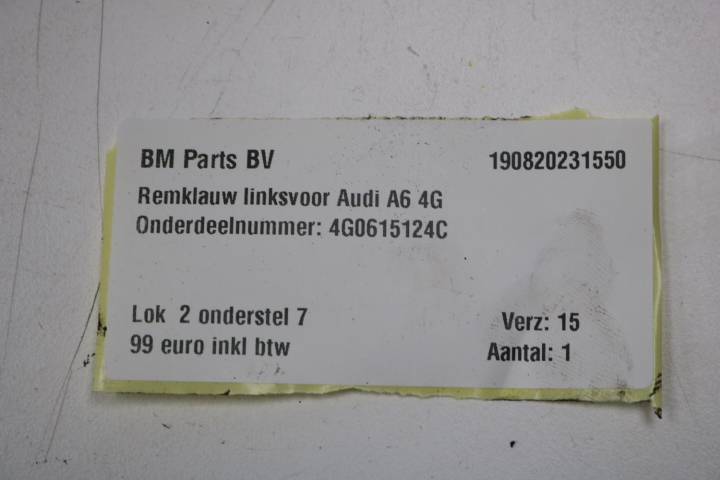 BM Parts BV 190820231550
Remklauw linksvoor Audi A6 4G
Onderdeelnummer: 4G0615124C
Lok 2 onderstel 7 Verz: 15
99 euro inkl btw Aantal: 1